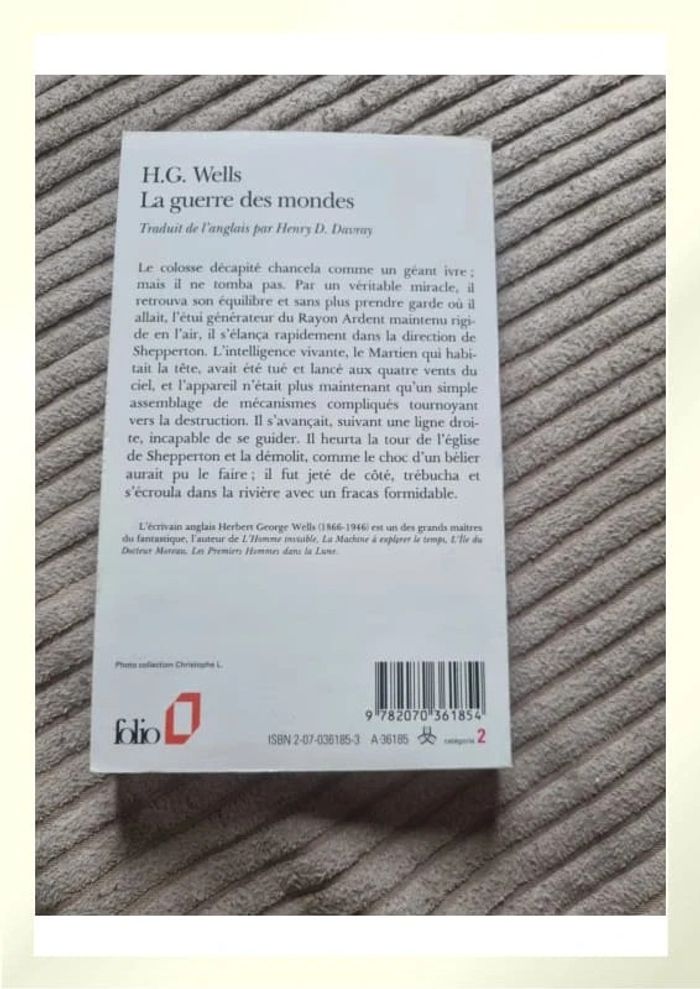 H.G. Wells
La guerre des mondes
Traduit de l'anglais par Henry D. Davray
Le colosse décapité chancela comme un géant ivre ;
mais il ne tomba pas. Par un véritable miracle, il
retrouva son équilibre et sans plus prendre garde où il
allait, l'étui générateur du Rayon Ardent maintenu rigi-
de en l'air, il s'élança rapidement dans la direction de
Shepperton. L'intelligence vivante, le Martien qui habi-
tait la tête, avait été tué et lancé aux quatre vents du
ciel, et l'appareil n'était plus maintenant qu'un simple
assemblage de mécanismes compliqués tournoyant
vers la destruction. Il s'avançait, suivant une ligne droi-
te, incapable de se guider. Il heurta la tour de l'église
de Shepperton et la démolit, comme le choc d'un bélier
aurait pu le faire ; il fut jeté de côté, trébucha et
s'écroula dans la rivière avec un fracas formidable.
L'écrivain anglais Herbert George Wells (1866-1946) est un des grands maîtres
du fantastique, l'auteur de L'Homme invisible, La Machine à explorer le temps, L'Île du
Docteur Moreau, Les Premiers Hommes dans la Lune.
Photo collection Christophe L.
9 782070 361854
folio
ISBN 2-07-036185-3 A 36185 catégorie 2